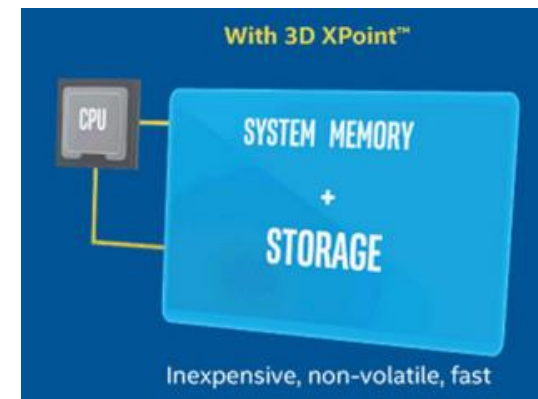 With 3D XPoint™
CPU
SYSTEM MEMORY
+
STORAGE
Inexpensive, non-volatile, fast